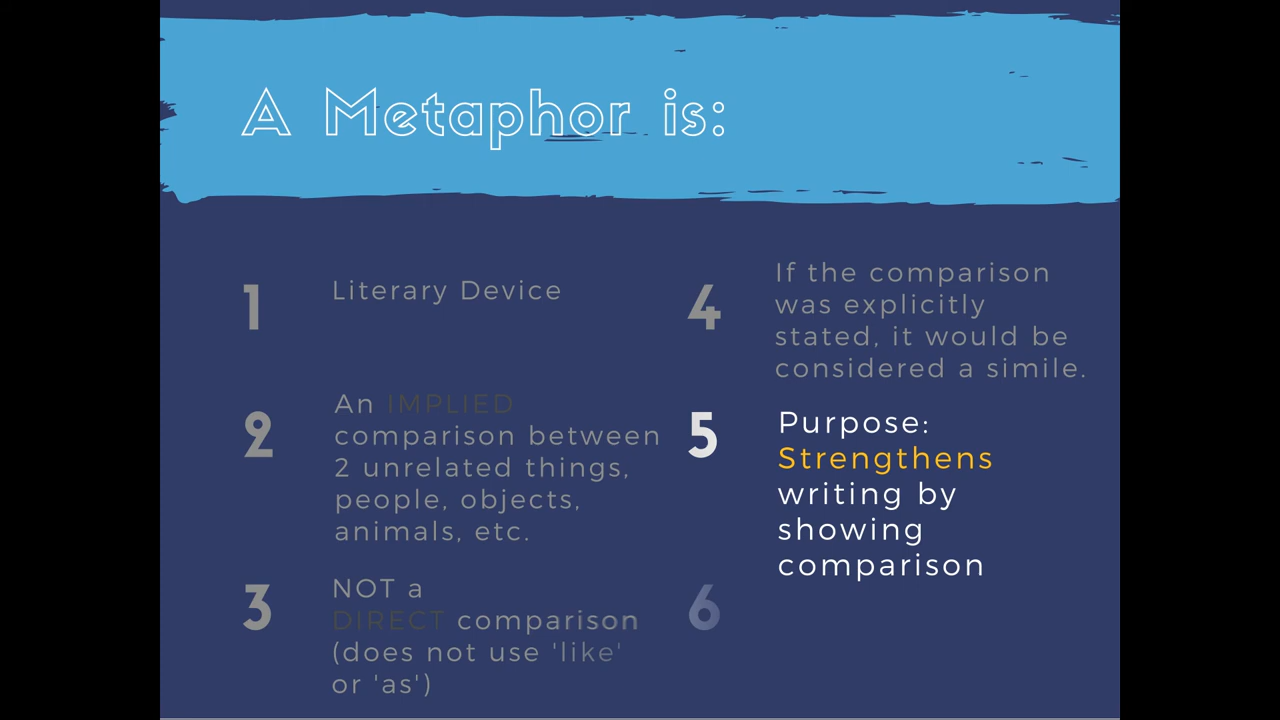 A Metaphor is:
1
Literary Device
2
An IMPLIED
comparison between
2 unrelated things,
people, objects,
animals, etc.
3
NOT a
DIRECT comparison
(does not use 'like'
or 'as')
4
If the comparison
was explicitly
stated, it would be
considered a simile.
5
Purpose:
Strengthens
writing by
showing
comparison
6